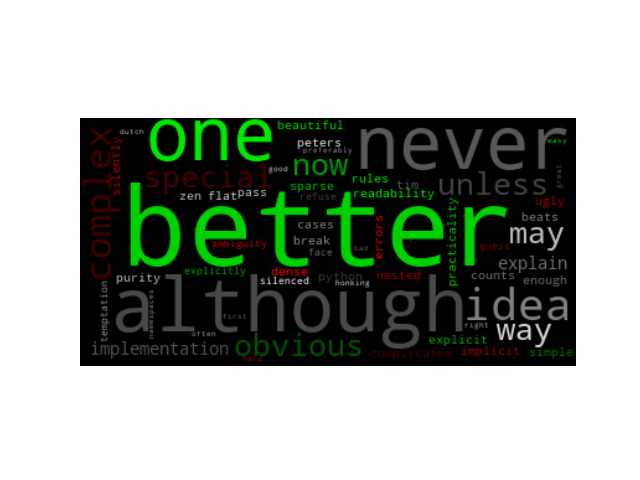 dutch
one
beautiful
never
peters
preferably
easy
silently
complex
special
good
now
rules
tim
unless
great
zen
flat
pass
sparse
refuse
readability
ugly
better
cases
break
face
bad
errors
practicality
beats
may
ambiguity
guess
explain
purity
explicitly
dense
silenced
python
honking
nested
counts
enough
temptation
namespaces
although
first
often
idea
right
way
implementation
obvious
hard
complicated
explicit
implicit
simple